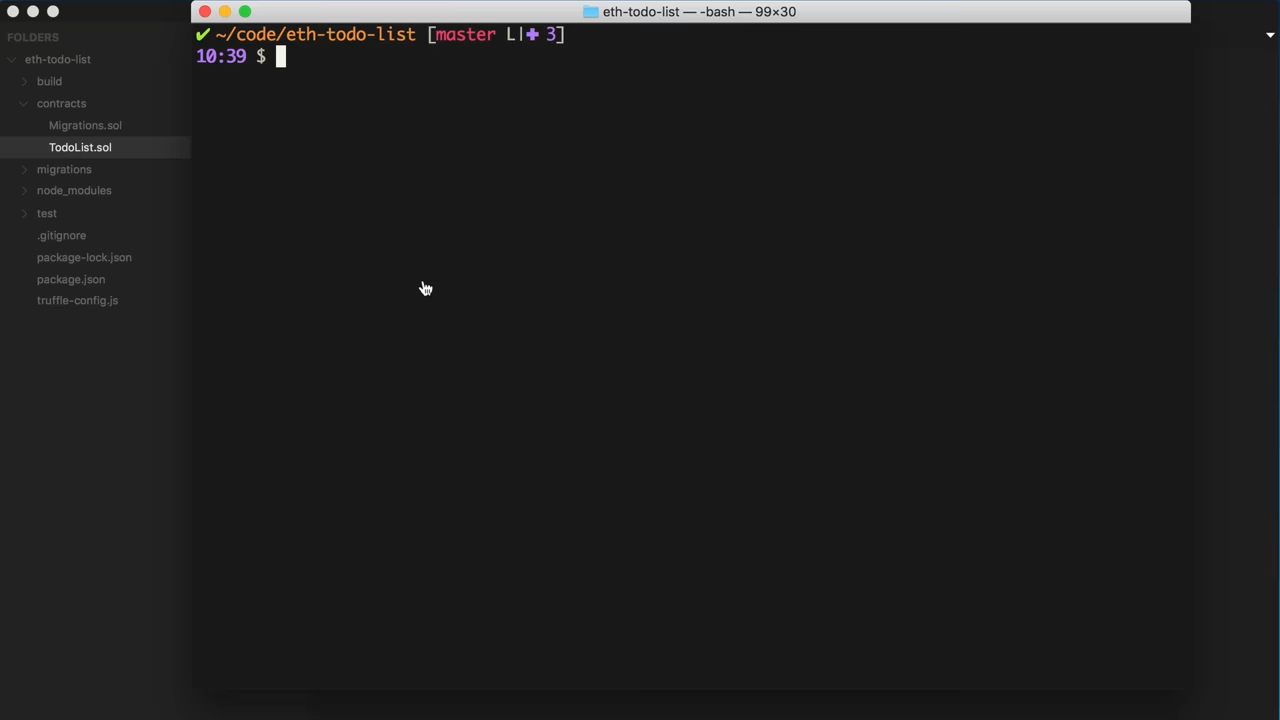 eth-todo-list — -bash — 99×30
FOLDERS
eth-todo-list
build
contracts
Migrations.sol
TodoList.sol
migrations
node_modules
test
.gitignore
package-lock.json
package.json
truffle-config.js
✔ ~/code/eth-todo-list [master L|✚ 3]
10:39 $